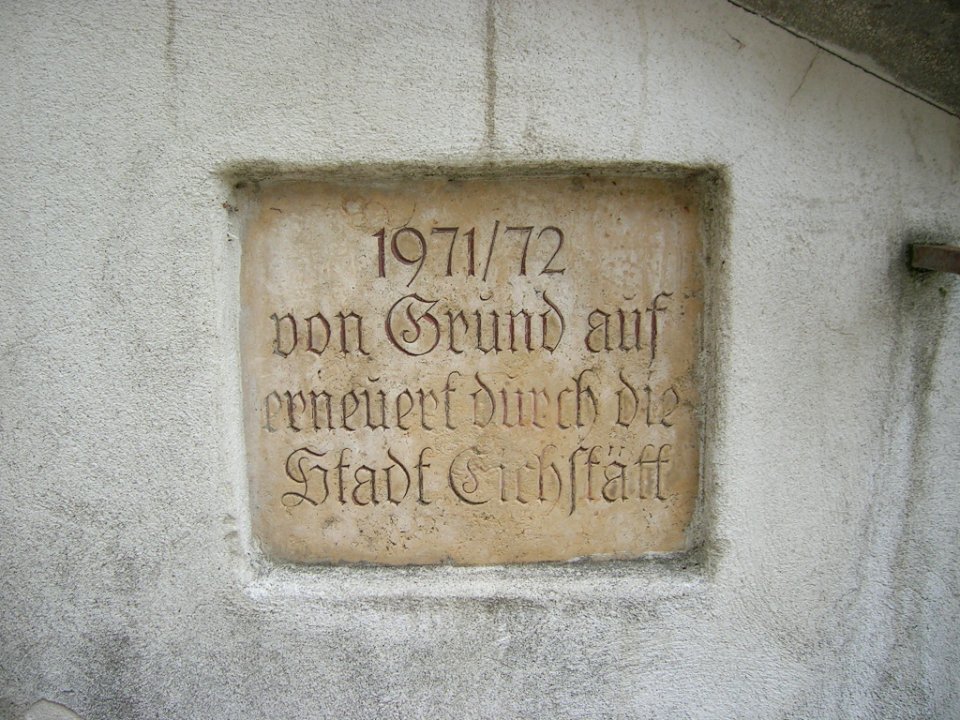 1971/72
von Grund auf
erneuert durch die
Stadt Eichstätt